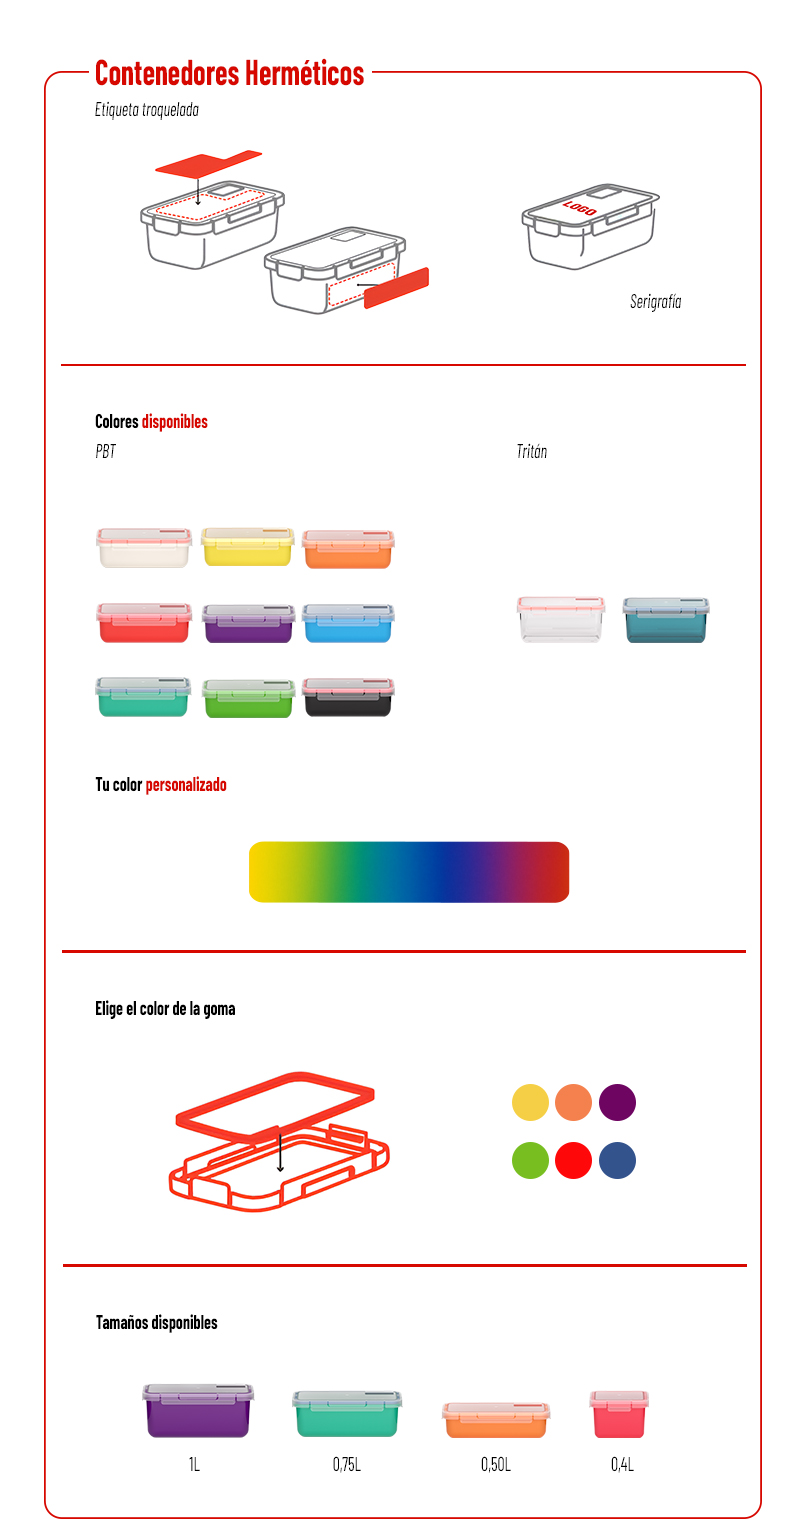 Contenedores Herméticos
Etiqueta troquelada
LOGO
Serigrafía
Colores disponibles
PBT
Tritán
Tu color personalizado
Elige el color de la goma
Tamaños disponibles
1L
0,75L
0,50L
0,4L